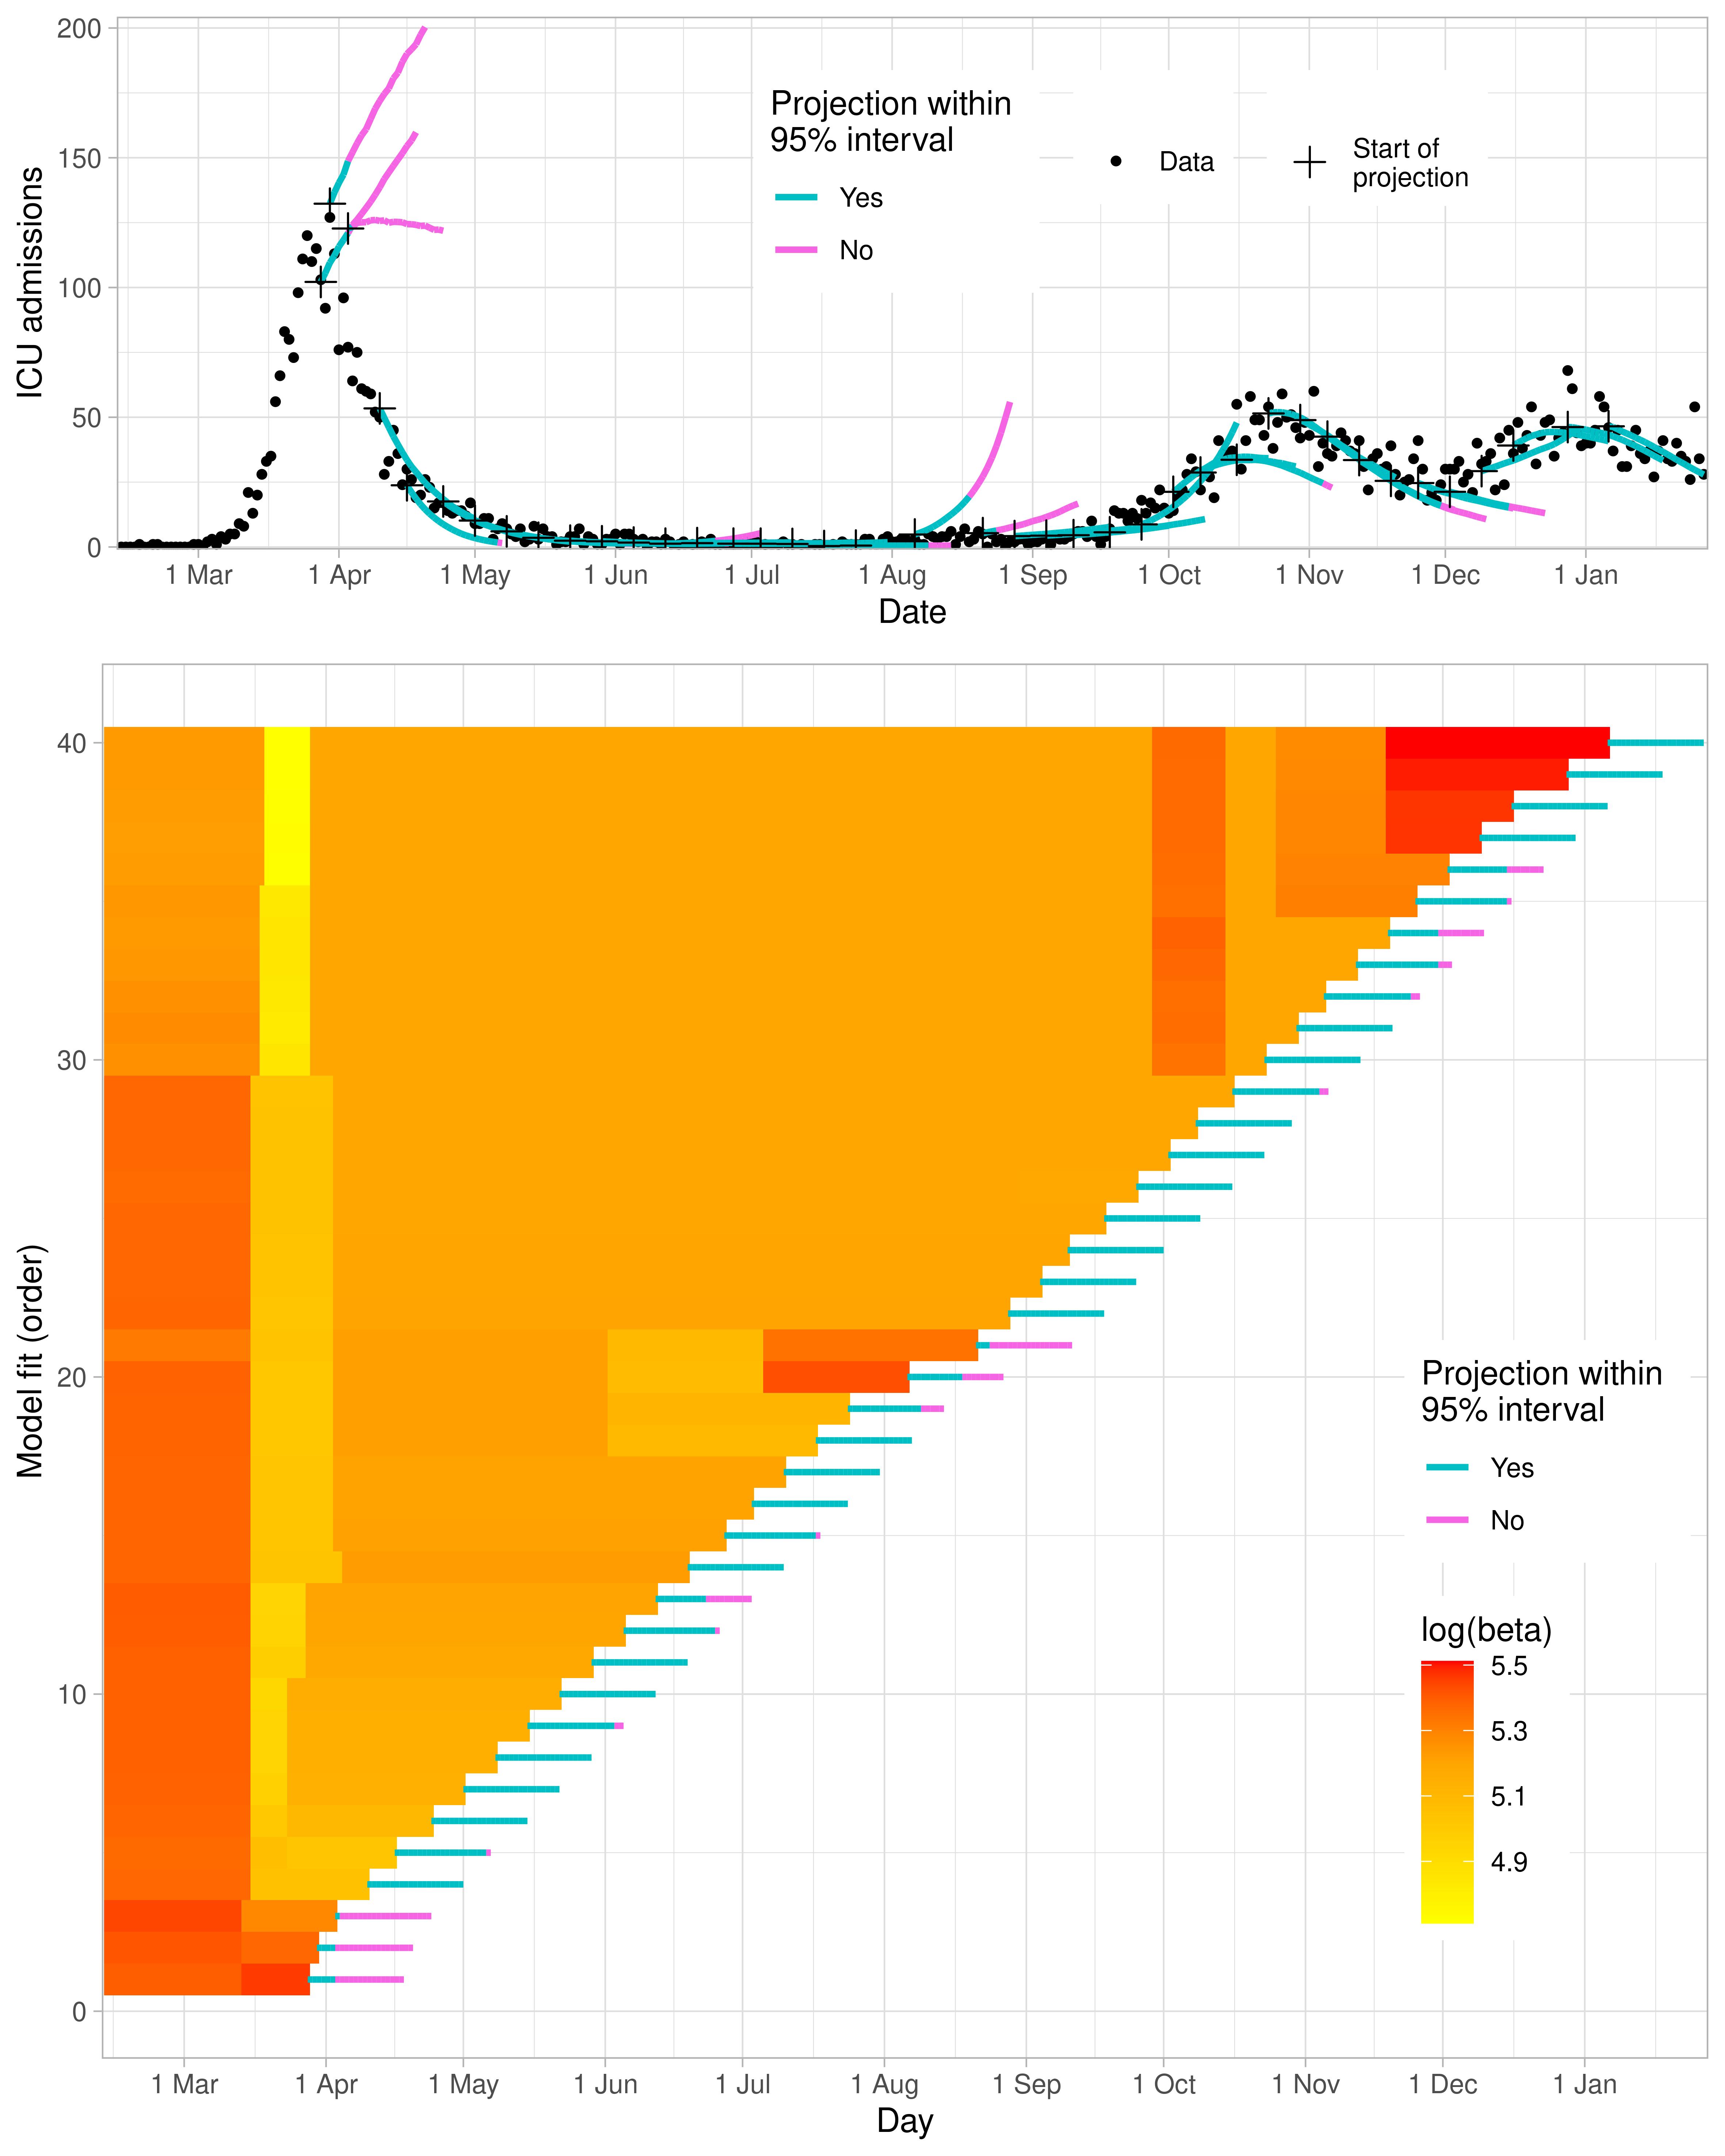 200
150
100
50
0
ICU admissions
Projection within
95% interval
Yes
No
Data
Start of
projection
1 Mar
1 Apr
1 May
1 Jun
1 Jul
1 Aug
1 Sep
1 Oct
1 Nov
1 Dec
1 Jan
Date
40
30
20
10
0
Model fit (order)
Projection within
95% interval
Yes
No
log(beta)
5.5
5.3
5.1
4.9
1 Mar
1 Apr
1 May
1 Jun
1 Jul
1 Aug
1 Sep
1 Oct
1 Nov
1 Dec
1 Jan
Day